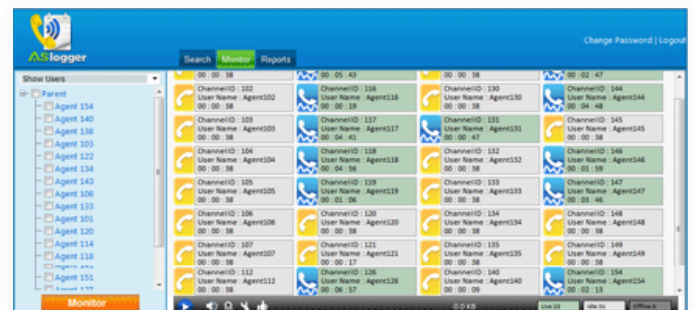 ASlogger
Change Password | Logout
Search Monitor Reports
Show Users
Parent
Agent 154
Agent 140
Agent 138
Agent 103
Agent 122
Agent 134
Agent 143
Agent 108
Agent 133
Agent 101
Agent 120
Agent 114
Agent 118
Agent 151
Agent 127
Monitor
00 : 00 : 38
00 : 05 : 43
00 : 00 : 38
00 : 02 : 47
ChannelID : 102
User Name : Agent102
00 : 00 : 38
ChannelID : 116
User Name : Agent116
00 : 00 : 19
ChannelID : 130
User Name : Agent130
00 : 00 : 38
ChannelID : 144
User Name : Agent144
00 : 04 : 48
ChannelID : 103
User Name : Agent103
00 : 00 : 38
ChannelID : 117
User Name : Agent117
00 : 04 : 41
ChannelID : 131
User Name : Agent131
00 : 00 : 47
ChannelID : 145
User Name : Agent145
00 : 00 : 38
ChannelID : 104
User Name : Agent104
00 : 00 : 38
ChannelID : 118
User Name : Agent118
00 : 04 : 56
ChannelID : 132
User Name : Agent132
00 : 00 : 38
ChannelID : 146
User Name : Agent146
00 : 01 : 59
ChannelID : 105
User Name : Agent105
00 : 00 : 38
ChannelID : 119
User Name : Agent119
00 : 01 : 06
ChannelID : 133
User Name : Agent133
00 : 00 : 38
ChannelID : 147
User Name : Agent147
00 : 03 : 46
ChannelID : 106
User Name : Agent106
00 : 00 : 38
ChannelID : 120
User Name : Agent120
00 : 00 : 38
ChannelID : 134
User Name : Agent134
00 : 00 : 38
ChannelID : 148
User Name : Agent148
00 : 00 : 38
ChannelID : 107
User Name : Agent107
00 : 00 : 38
ChannelID : 121
User Name : Agent121
00 : 00 : 17
ChannelID : 135
User Name : Agent135
00 : 00 : 38
ChannelID : 149
User Name : Agent149
00 : 00 : 38
ChannelID : 112
User Name : Agent112
00 : 00 : 38
ChannelID : 126
User Name : Agent126
00 : 06 : 57
ChannelID : 140
User Name : Agent140
00 : 00 : 09
ChannelID : 154
User Name : Agent154
00 : 02 : 13
0.0 KB